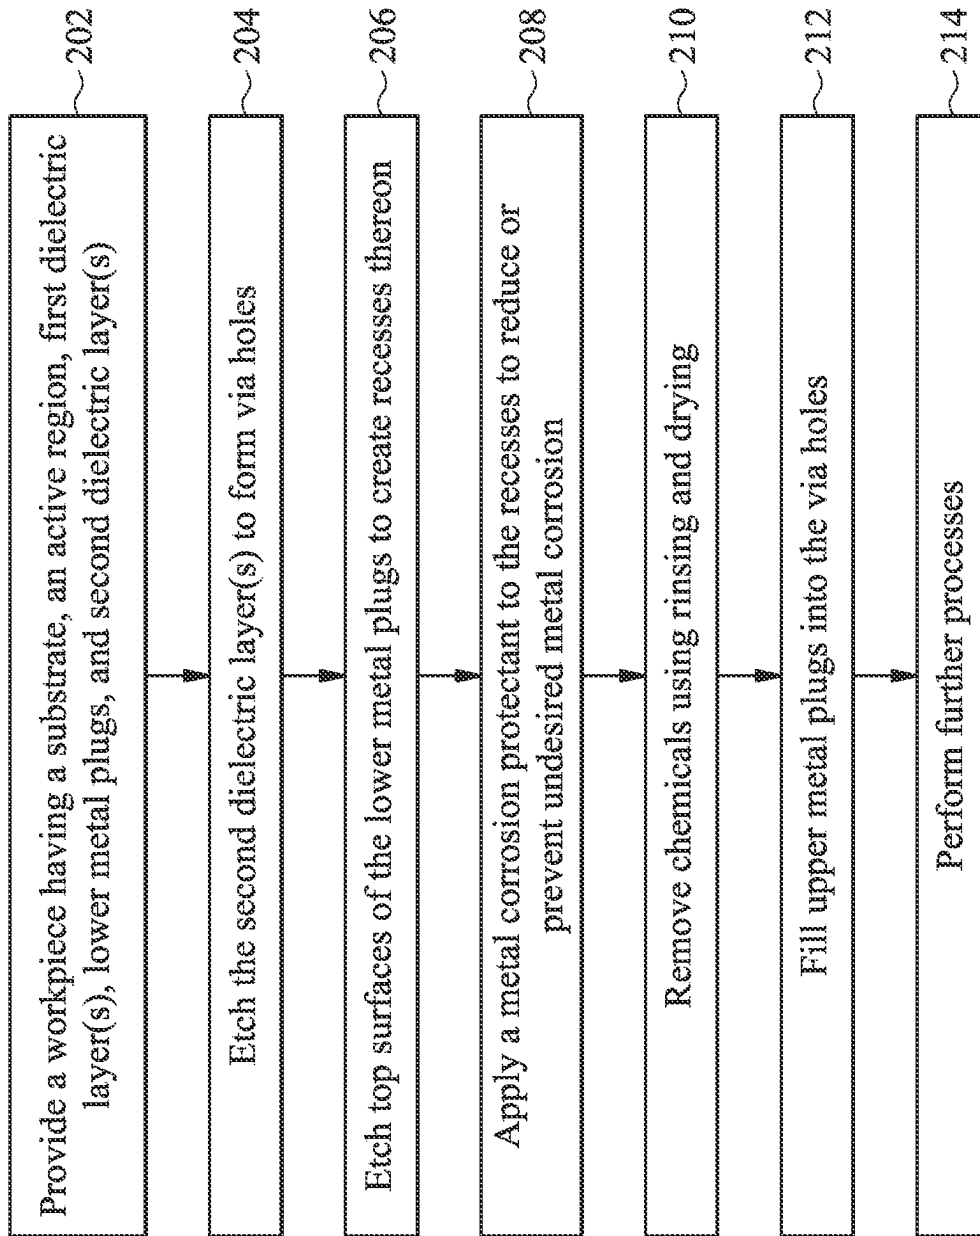 Provide a workpiece having a substrate, an active region, first dielectric
layer(s), lower metal plugs, and second dielectric layer(s)
202
Etch the second dielectric layer(s) to form via holes
204
Etch top surfaces of the lower metal plugs to create recesses thereon
206
Apply a metal corrosion protectant to the recesses to reduce or
prevent undesired metal corrosion
208
Remove chemicals using rinsing and drying
210
Fill upper metal plugs into the via holes
212
Perform further processes
214